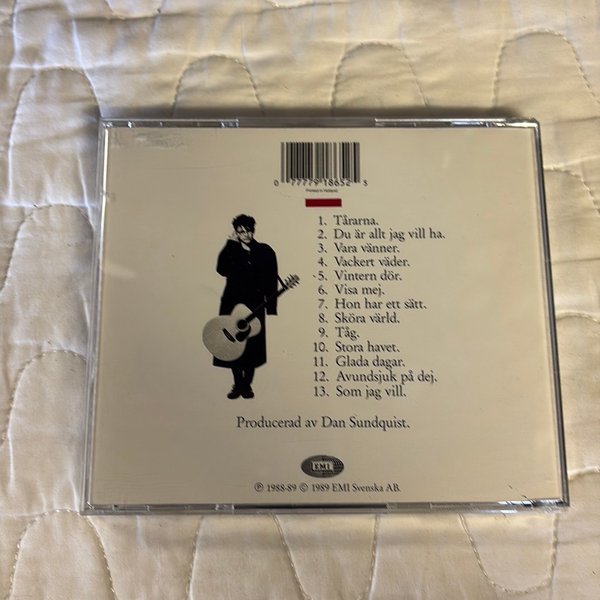 0 77779 18652 5
Printed in Holland
1. Tårarna.
2. Du är allt jag vill ha.
3. Vara vänner.
4. Vackert väder.
5. Vintern dör.
6. Visa mej.
7. Hon har ett sätt.
8. Sköra värld.
9. Tåg.
10. Stora havet.
11. Glada dagar.
12. Avundsjuk på dej.
13. Som jag vill.
Producerad av Dan Sundquist.
EMI
℗ 1988-89 © 1989 EMI Svenska AB.